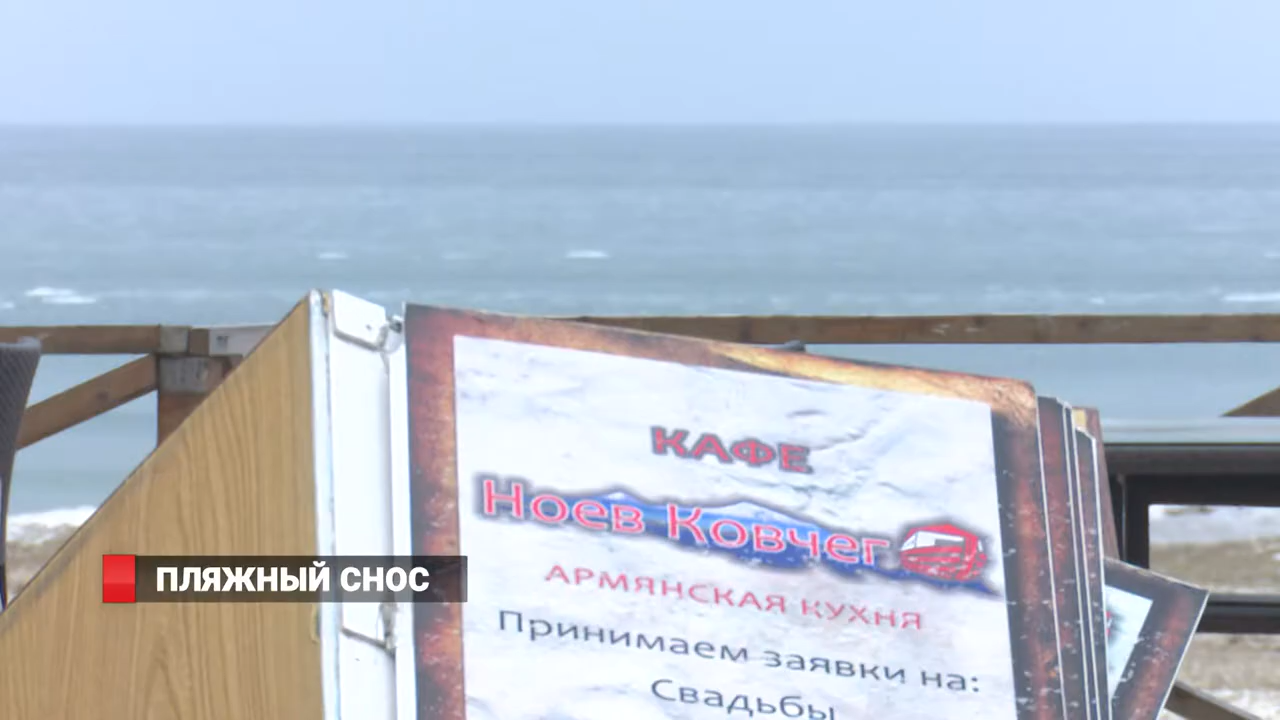 КАФЕ
Ноев Ковчег
АРМЯНСКАЯ КУХНЯ
Принимаем заявки на:
Свадьбы
ПЛЯЖНЫЙ СНОС